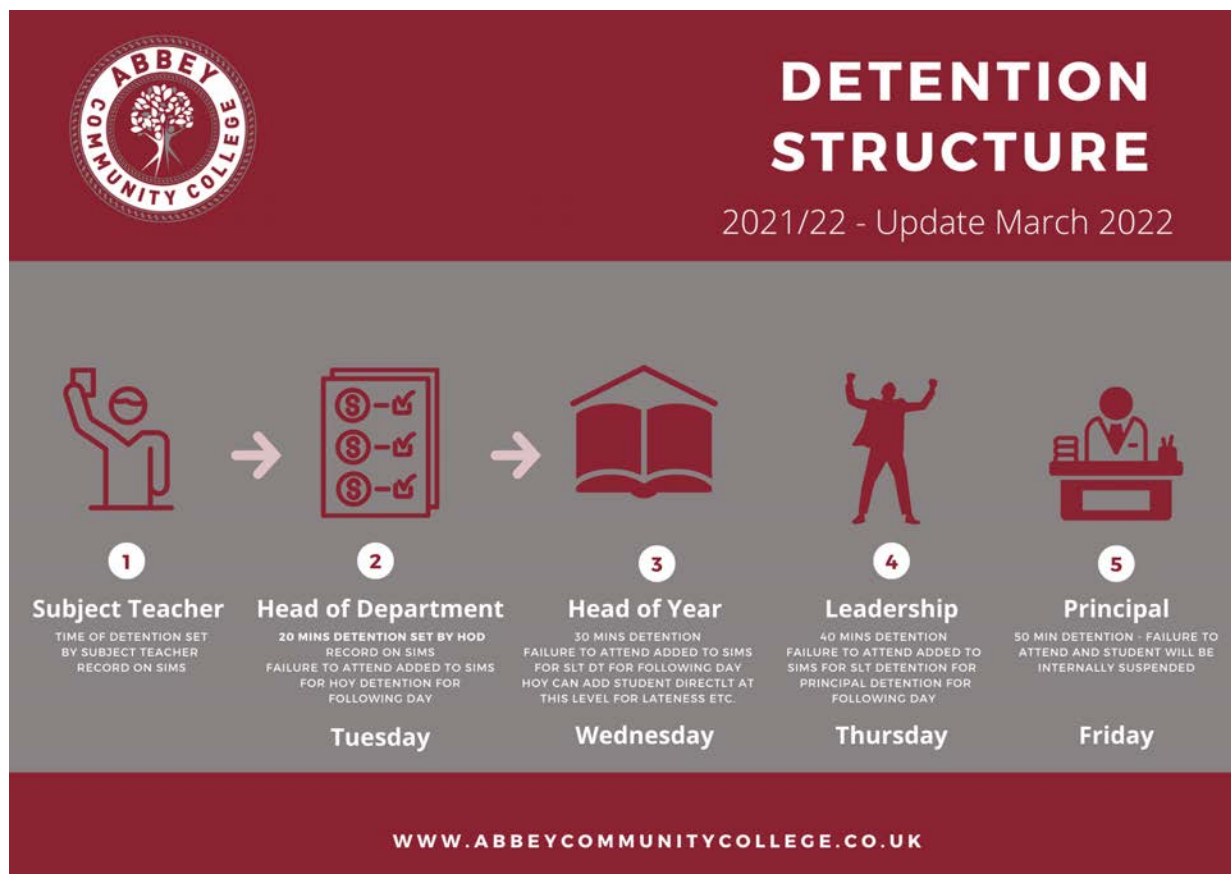 ABBEY
COMMUNITY COLLEGE
DETENTION
STRUCTURE
2021/22 - Update March 2022
1
Subject Teacher
TIME OF DETENTION SET
BY SUBJECT TEACHER
RECORD ON SIMS
2
Head of Department
20 MINS DETENTION SET BY HOD
RECORD ON SIMS
FAILURE TO ATTEND ADDED TO SIMS
FOR HOY DETENTION FOR
FOLLOWING DAY
Tuesday
3
Head of Year
30 MINS DETENTION
FAILURE TO ATTEND ADDED TO SIMS
FOR SLT DT FOR FOLLOWING DAY
HOY CAN ADD STUDENT DIRECTLT AT
THIS LEVEL FOR LATENESS ETC.
Wednesday
4
Leadership
40 MINS DETENTION
FAILURE TO ATTEND ADDED TO
SIMS FOR SLT DETENTION FOR
PRINCIPAL DETENTION FOR
FOLLOWING DAY
Thursday
5
Principal
50 MIN DETENTION - FAILURE TO
ATTEND AND STUDENT WILL BE
INTERNALLY SUSPENDED
Friday
WWW.ABBEYCOMMUNITYCOLLEGE.CO.UK